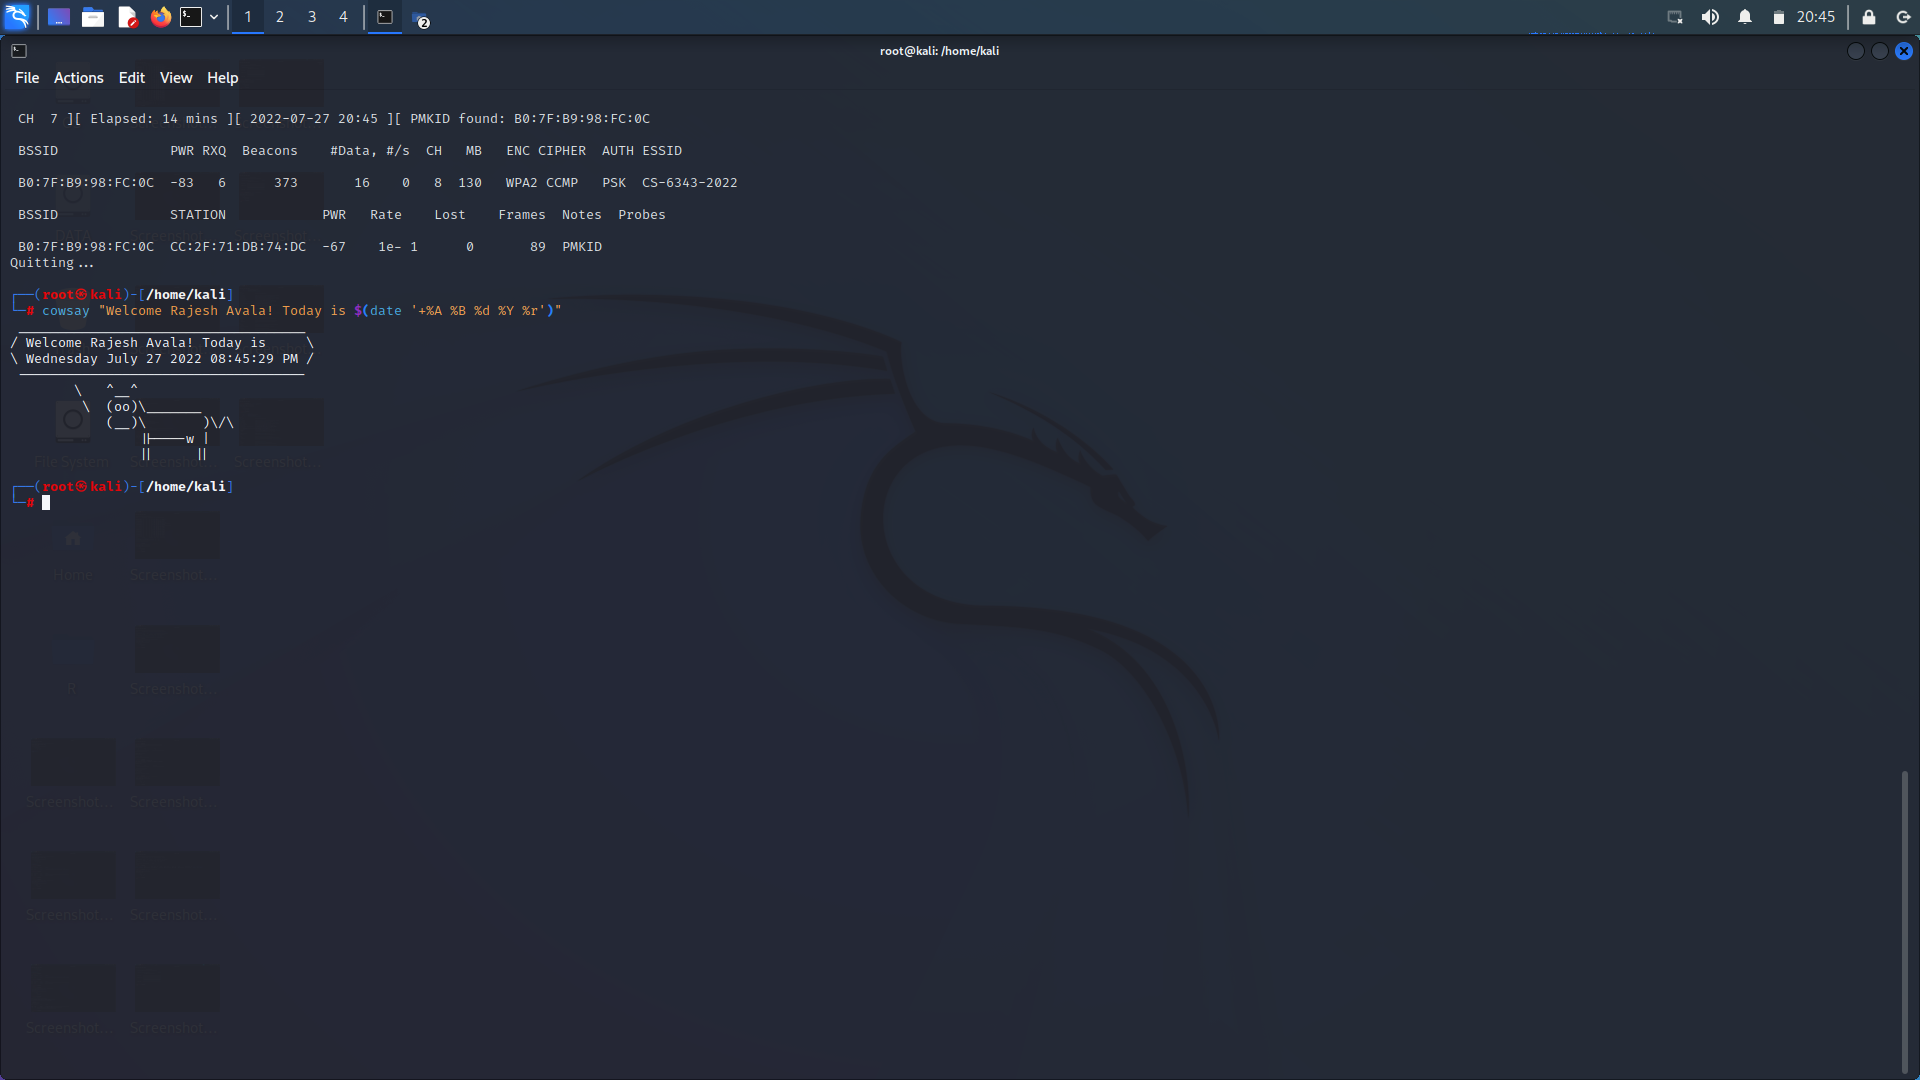 1 2 3 4 2 20:45
root@kali: /home/kali
File Actions Edit View Help
CH 7 ][ Elapsed: 14 mins ][ 2022-07-27 20:45 ][ PMKID found: B0:7F:B9:98:FC:0C
BSSID PWR RXQ Beacons #Data, #/s CH MB ENC CIPHER AUTH ESSID
B0:7F:B9:98:FC:0C -83 6 373 16 0 8 130 WPA2 CCMP PSK CS-6343-2022
BSSID STATION PWR Rate Lost Frames Notes Probes
B0:7F:B9:98:FC:0C CC:2F:71:DB:74:DC -67 1e- 1 0 89 PMKID
Quitting...
┌──(root㉿kali)-[/home/kali]
└─# cowsay "Welcome Rajesh Avala! Today is $(date '+%A %B %d %Y %r')"
 ____________________________________
/ Welcome Rajesh Avala! Today is     \
\ Wednesday July 27 2022 08:45:29 PM /
 ------------------------------------
        \   ^__^
         \  (oo)\_______
            (__)\       )\/\
                ||----w |
                ||     ||
┌──(root㉿kali)-[/home/kali]
└─#
File System Screenshot... Screenshot...
Home Screenshot...
R Screenshot...
Screenshot... Screenshot...
Screenshot... Screenshot...
Screenshot... Screenshot...